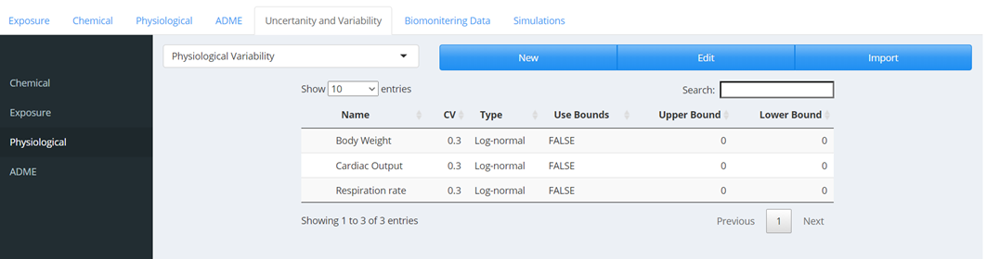 Exposure Chemical Physiological ADME Uncertanity and Variability Biomonitering Data Simulations
Physiological Variability New Edit Import
Chemical
Exposure
Physiological
ADME
Show 10 entries Search:
Name CV Type Use Bounds Upper Bound Lower Bound
Body Weight 0.3 Log-normal FALSE 0 0
Cardiac Output 0.3 Log-normal FALSE 0 0
Respiration rate 0.3 Log-normal FALSE 0 0
Showing 1 to 3 of 3 entries Previous 1 Next